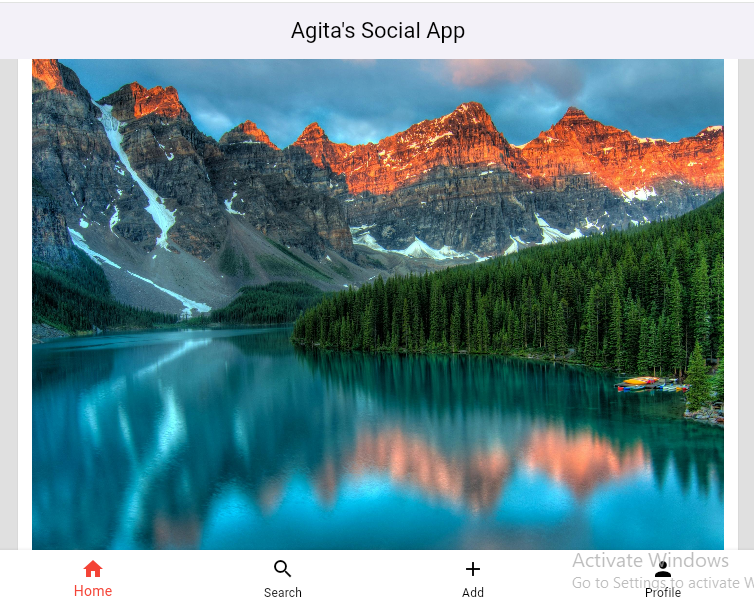 Agita's Social App
Home
Search
Add
Profile
Activate Windows
Go to Settings to activate W